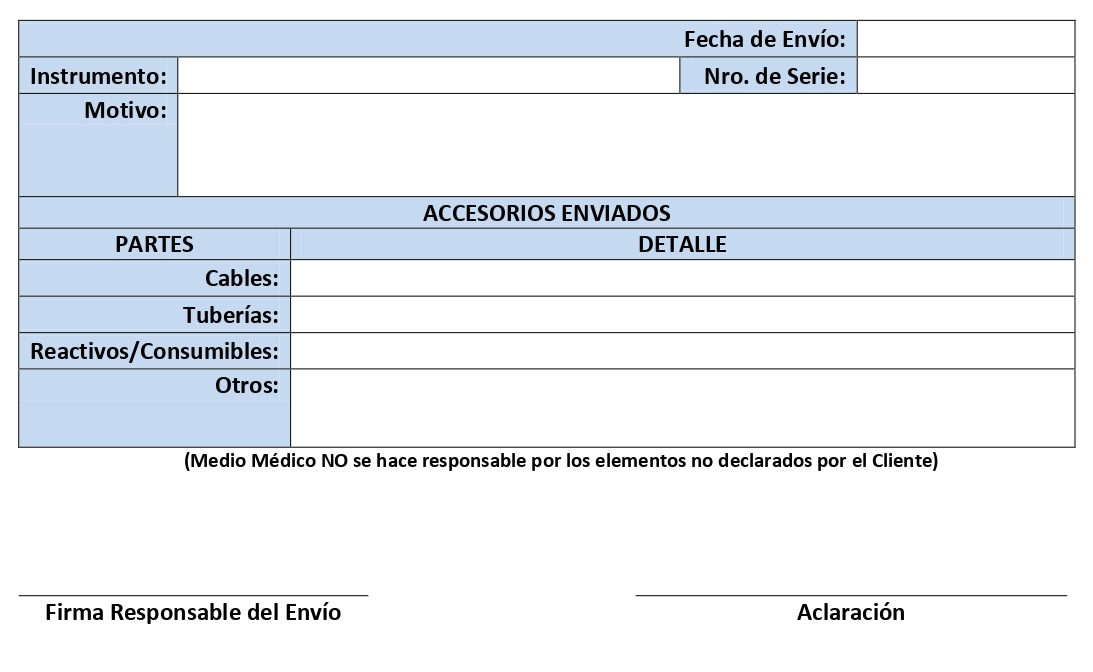 Fecha de Envío:
Instrumento: Nro. de Serie:
Motivo:
ACCESORIOS ENVIADOS
PARTES DETALLE
Cables:
Tuberías:
Reactivos/Consumibles:
Otros:
(Medio Médico NO se hace responsable por los elementos no declarados por el Cliente)
Firma Responsable del Envío Aclaración